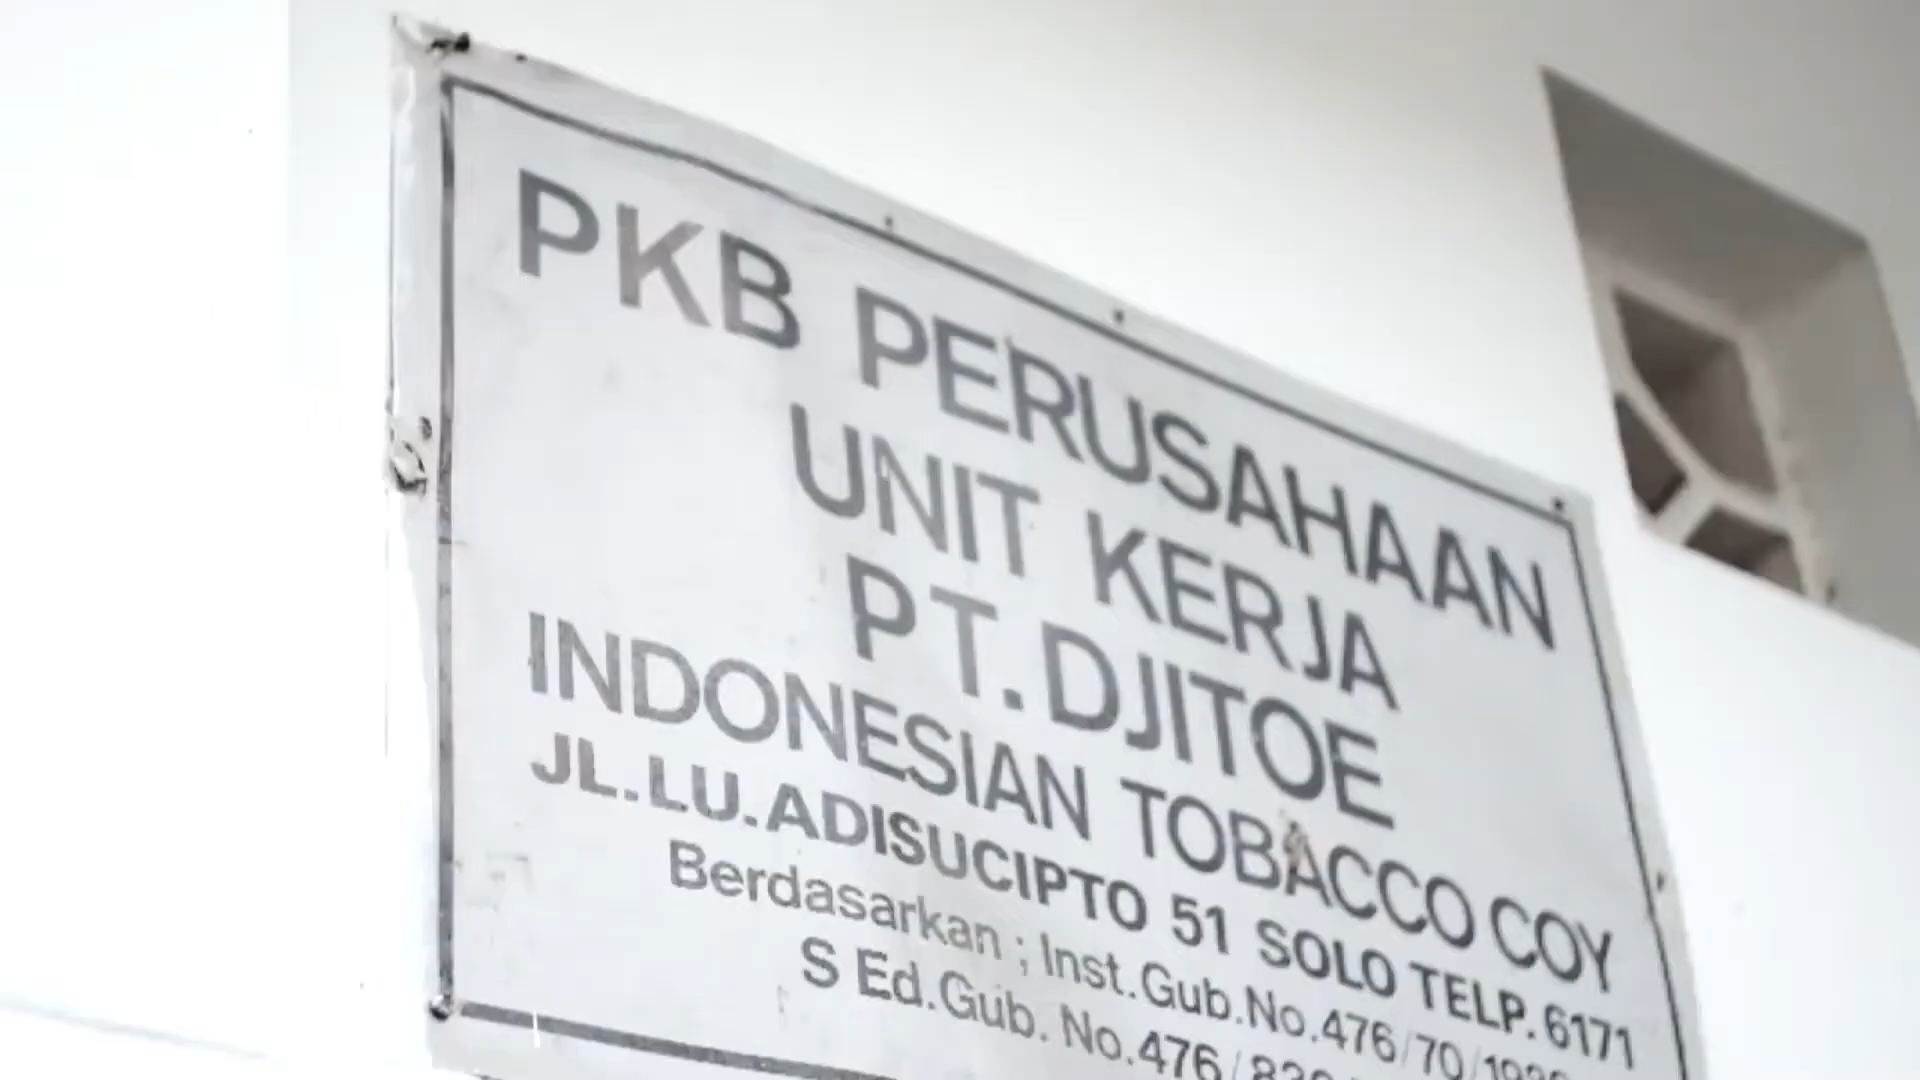 PKB PERUSAHAAN
UNIT KERJA
PT. DJITOE
INDONESIAN TOBACCO COY
JL.LU.ADISUCIPTO 51 SOLO TELP. 6171
Berdasarkan ; Inst.Gub.No.476/70/
S Ed.Gub. No.476/